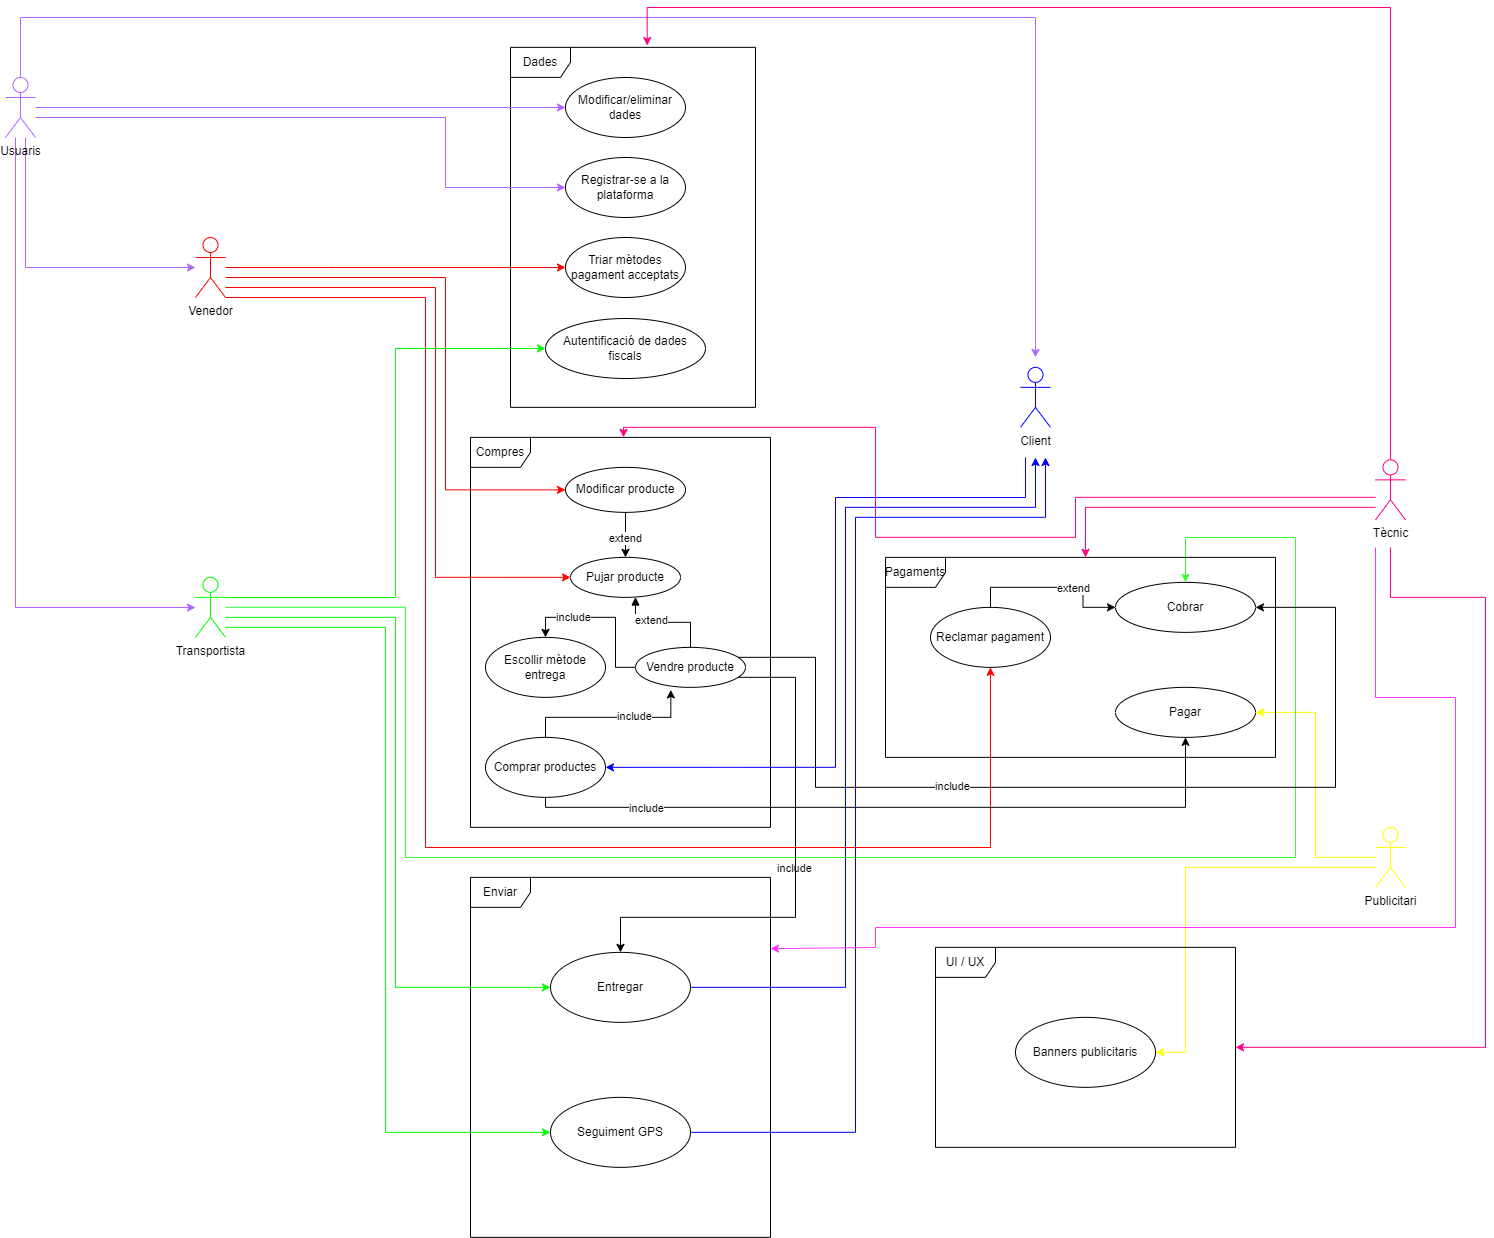 Dades
Modificar/eliminar
dades
Usuaris
Registrar-se a la
plataforma
Triar mètodes
pagament acceptats
Venedor
Autentificació de dades
fiscals
Client
Compres
Modificar producte
Tècnic
extend
Pagaments
Pujar producte
extend
Cobrar
include
extend
Reclamar pagament
Transportista
Escollir mètode
entrega
Vendre producte
include
Pagar
Comprar productes
include
include
include
Enviar
Publicitari
UI / UX
Entregar
Banners publicitaris
Seguiment GPS